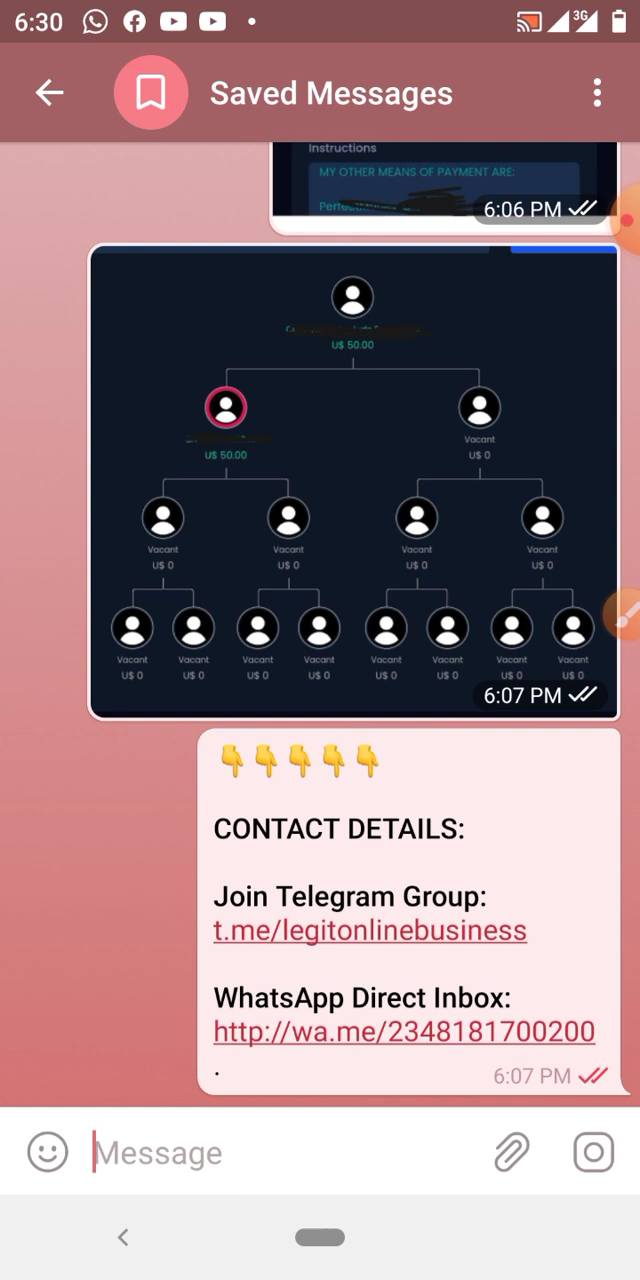 6:30
3G
Saved Messages
Instructions
MY OTHER MEANS OF PAYMENT ARE:
6:06 PM
U$ 50.00
U$ 50.00
Vacant
U$ 0
Vacant Vacant Vacant Vacant
U$ 0 U$ 0 U$ 0 U$ 0
Vacant Vacant Vacant Vacant Vacant Vacant Vacant Vacant
U$ 0 U$ 0 U$ 0 U$ 0 U$ 0 U$ 0 U$ 0 U$ 0
6:07 PM
👇👇👇👇👇
CONTACT DETAILS:
Join Telegram Group:
t.me/legitonlinebusiness
WhatsApp Direct Inbox:
http://wa.me/2348181700200
.
6:07 PM
Message